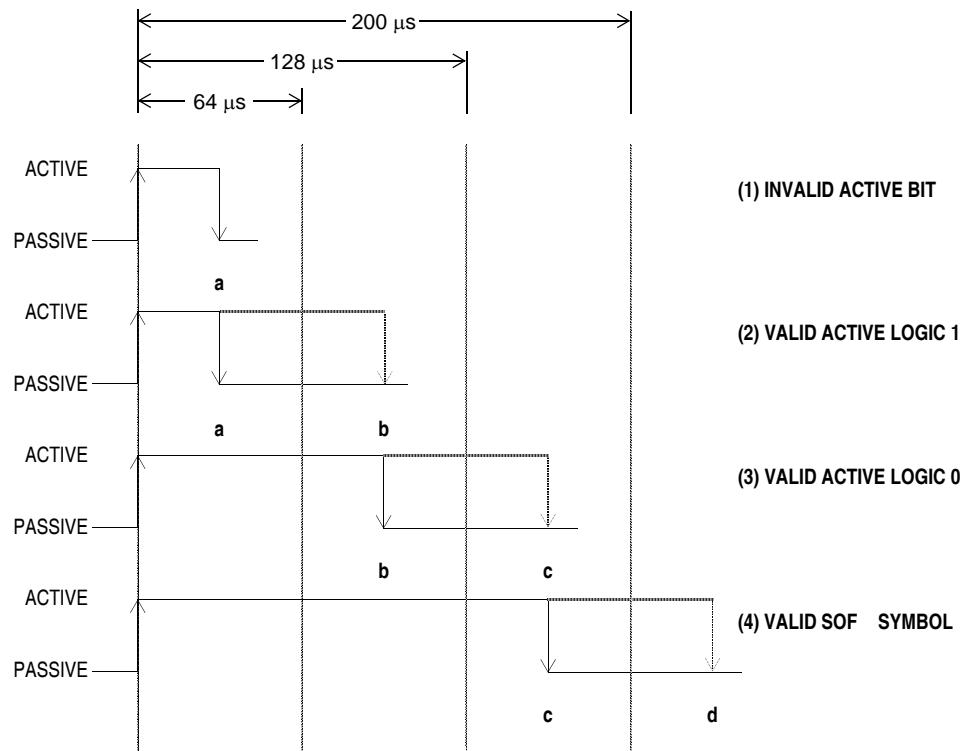 200 μs
128 μs
64 μs
ACTIVE
(1) INVALID ACTIVE BIT
PASSIVE
a
ACTIVE
(2) VALID ACTIVE LOGIC 1
PASSIVE
a b
ACTIVE
(3) VALID ACTIVE LOGIC 0
PASSIVE
b c
ACTIVE
(4) VALID SOF SYMBOL
PASSIVE
c d